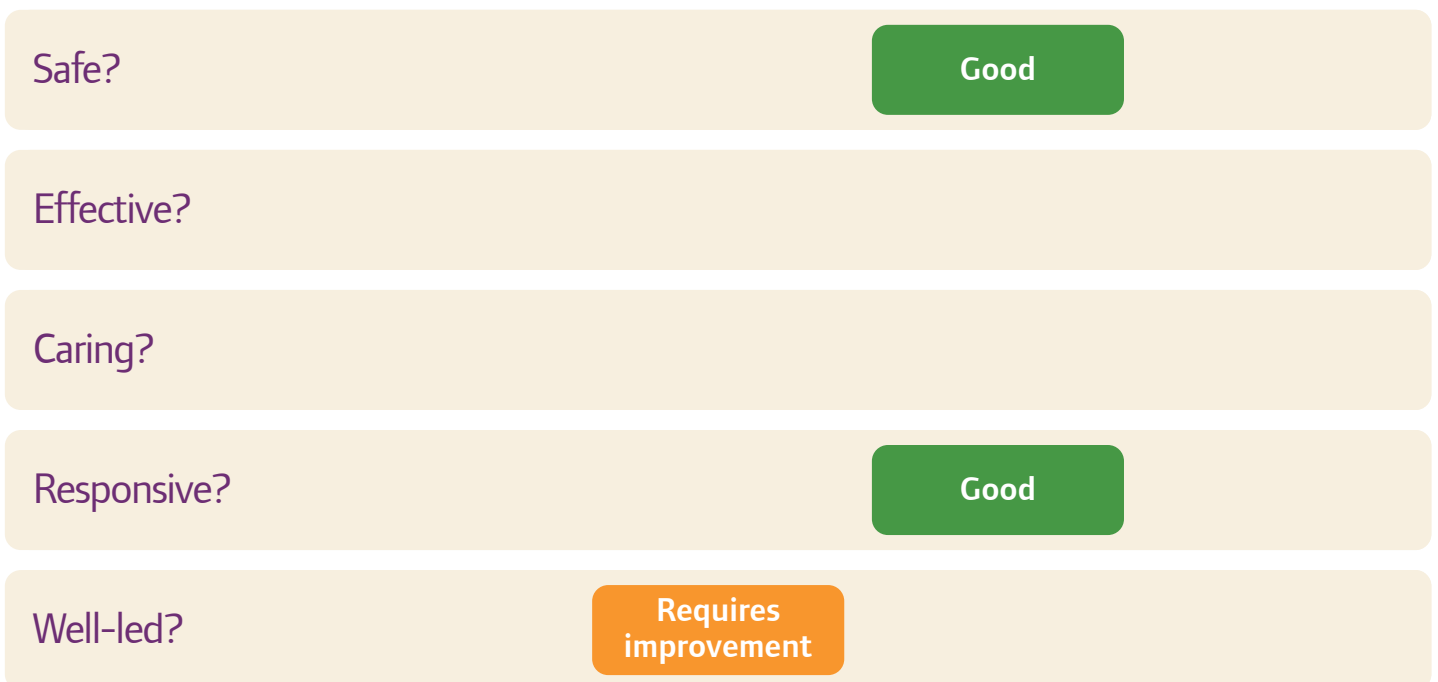 Safe?
Good
Effective?
Caring?
Responsive?
Good
Well-led?
Requires
improvement